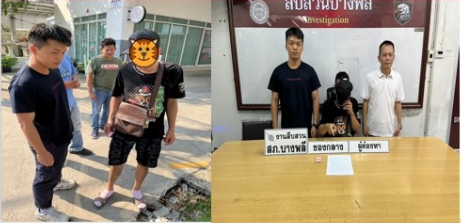 สืบสวนบางพลี
Investigation
งานสืบสวน
สภ.บางพลี
ของกลาง
ผู้ต้องหา